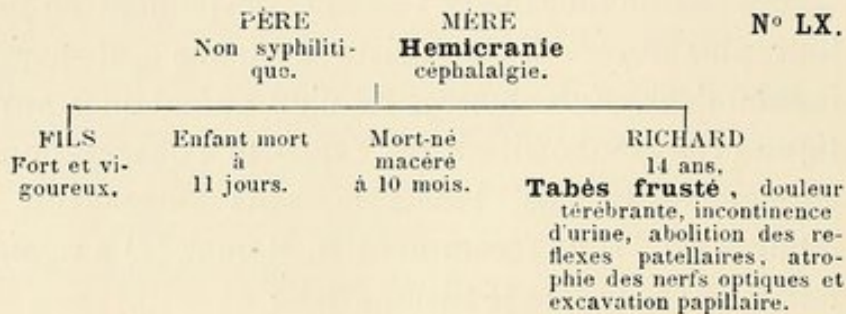 PÈRE
Non syphiliti-
que.
MÈRE
Hemicranie
céphalalgie.
No LX.
FILS
Fort et vi-
goureux.
Enfant mort
à
11 jours.
Mort-né
macéré
à 10 mois.
RICHARD
14 ans.
Tabès frusté, douleur
térébrante, incontinence
d'urine, abolition des re-
flexes patellaires, atro-
phie des nerfs optiques et
excavation papillaire.